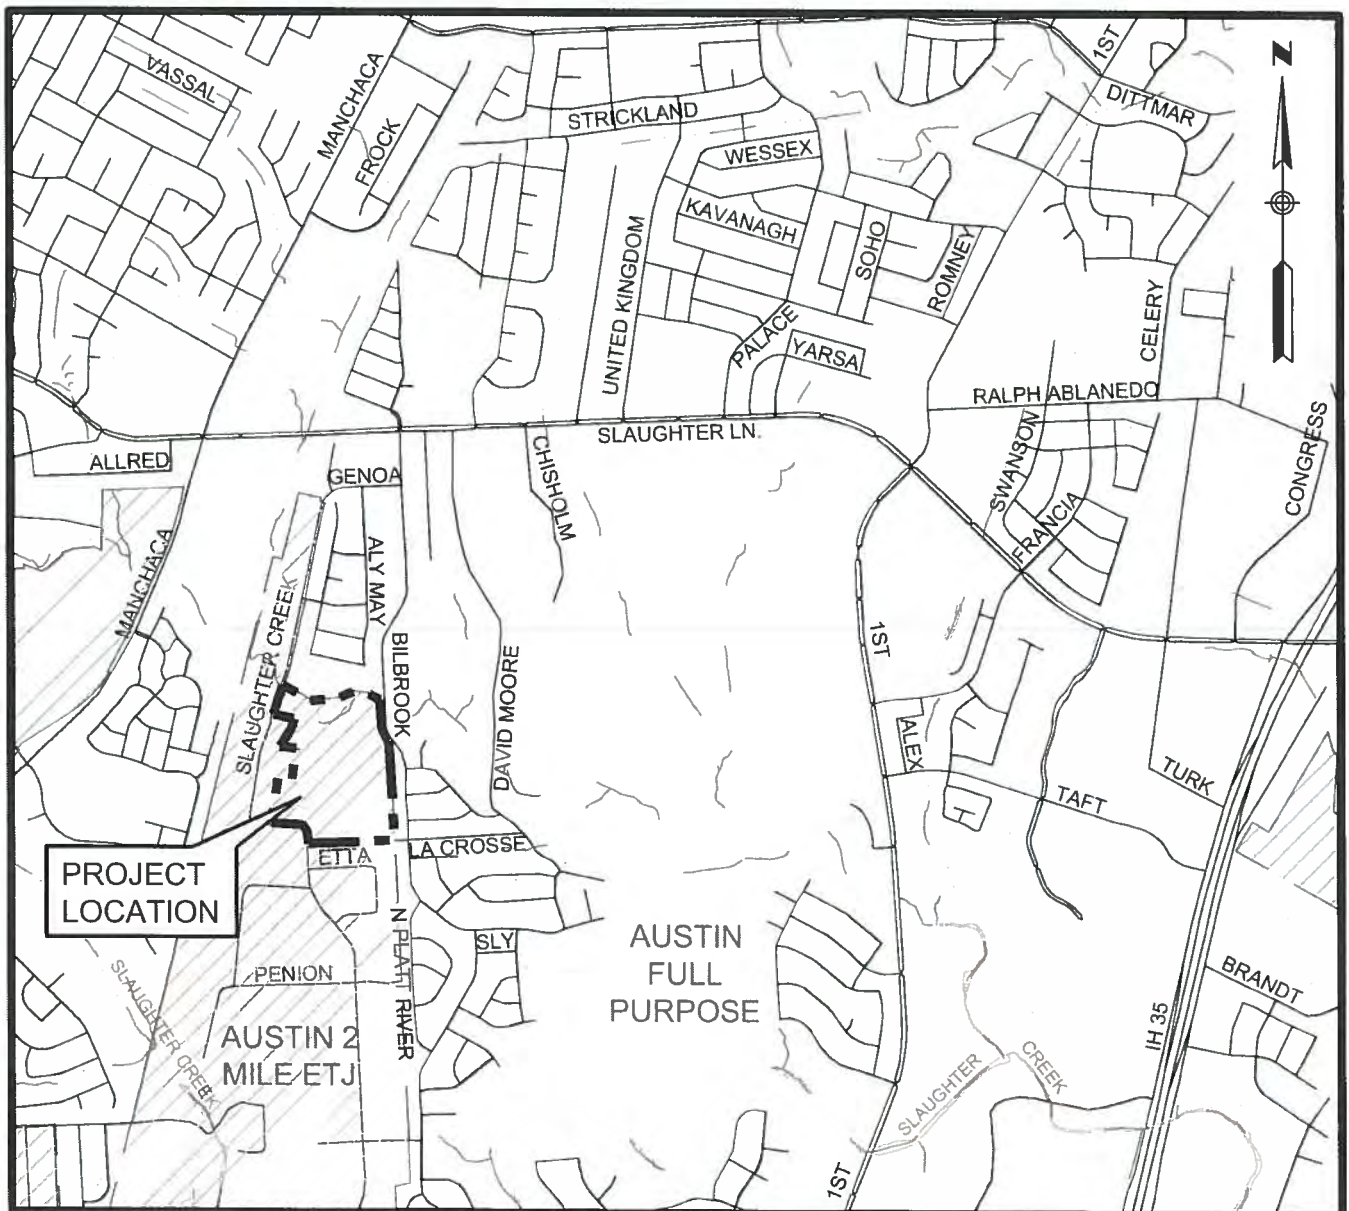 1ST
N
VASSAL
MANCHACA
DITTMAR
STRICKLAND
FROCK
WESSEX
KAVANAGH
SOHO
ROMNEY
UNITED KINGDOM
CELERY
PALACE
YARSA
RALPH ABLANEDO
SLAUGHTER LN.
SWANSON
CONGRESS
ALLRED
GENOA
CHISHOLM
FRANCIA
MANCHACA
ALY MAY
SLAUGHTER CREEK
1ST
BILBROOK
DAVID MOORE
SLAUGHTER CREEK
ALEX
TURK
TAFT
PROJECT
LOCATION
ETTA
LA CROSSE
N PLATT RIVER
SLY
AUSTIN
FULL
PURPOSE
PENION
SLAUGHTER CREEK
BRANDT
AUSTIN 2
MILE ETJ
IH 35
SLAUGHTER
CREEK
1ST